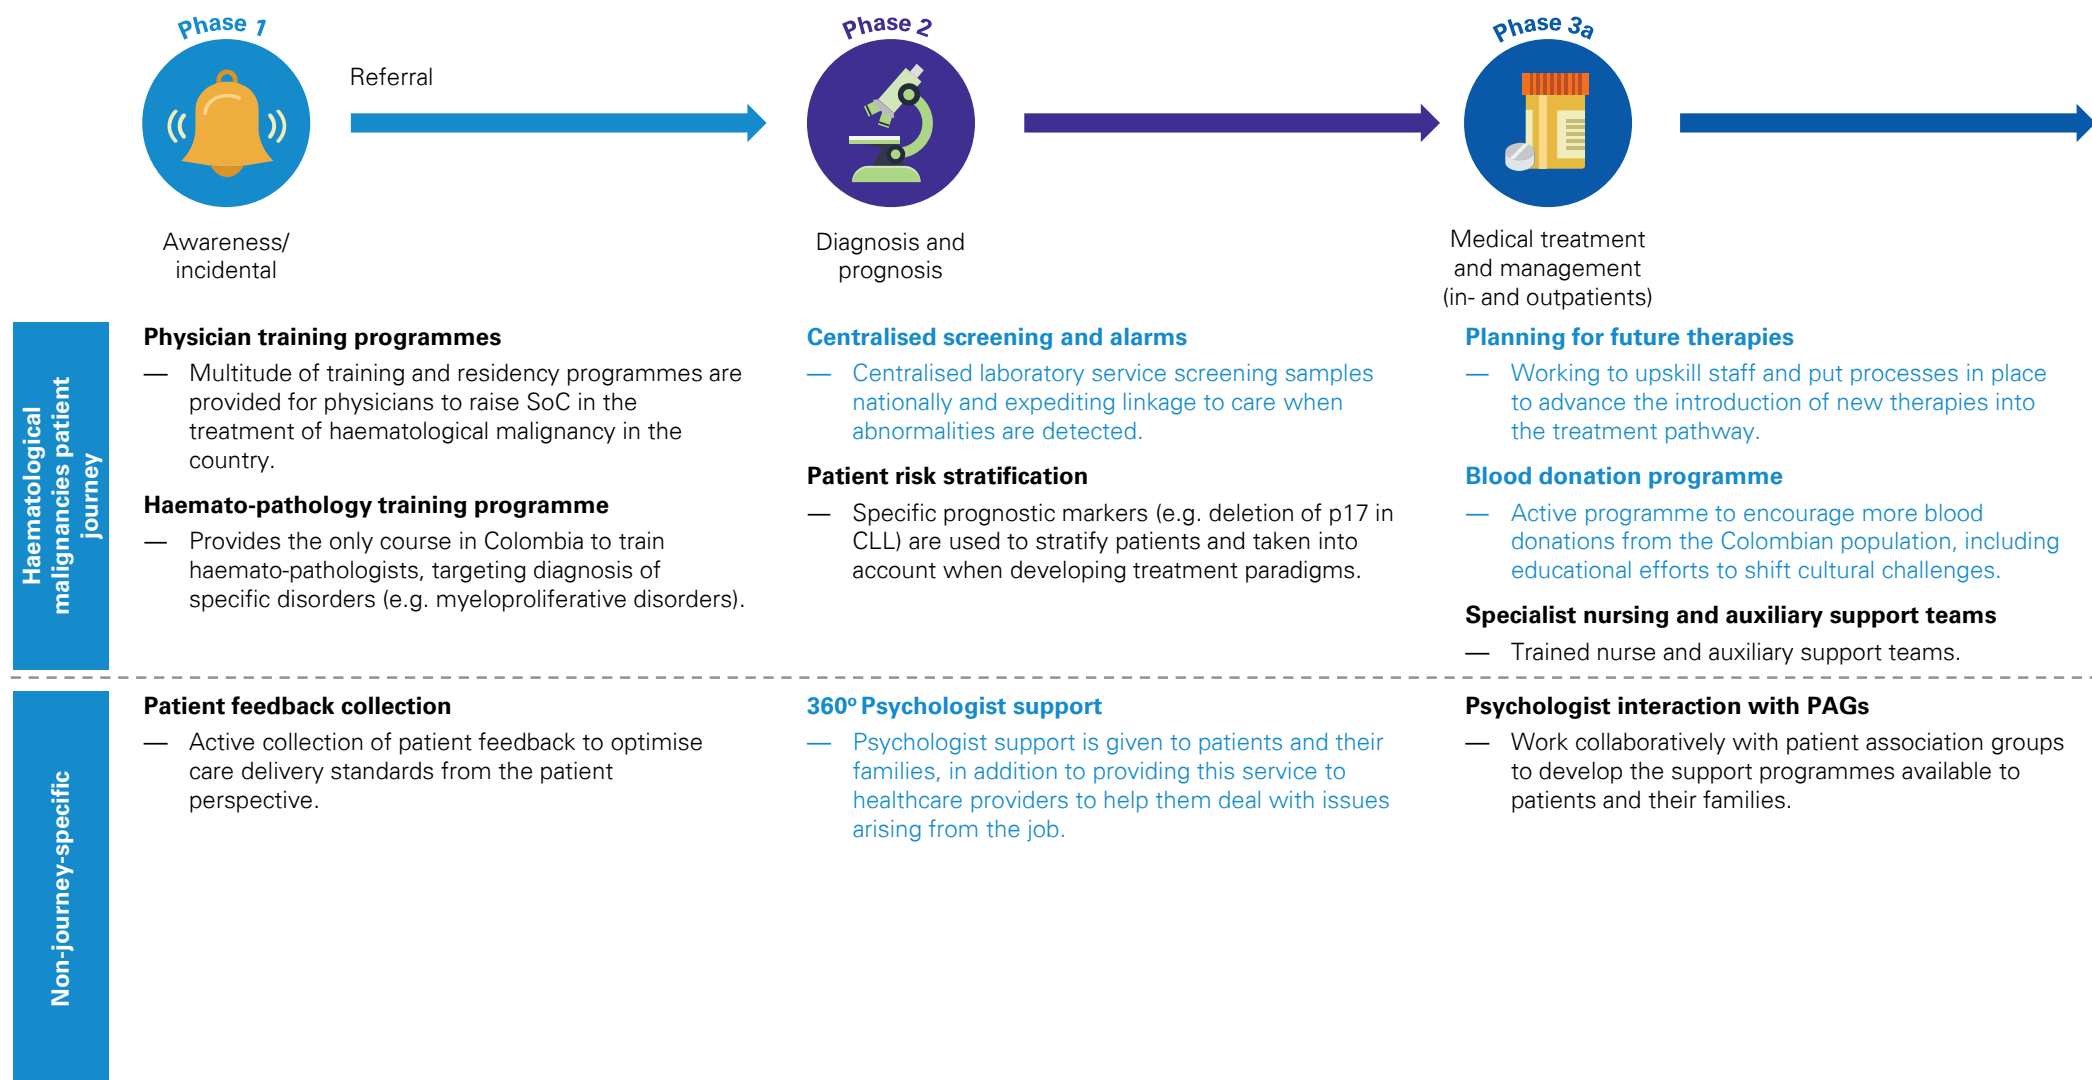 Phase 1
Referral
Phase 2
Phase 3a
Awareness/
incidental
Diagnosis and
prognosis
Medical treatment
and management
(in- and outpatients)
Haematological
malignancies patient
journey
Physician training programmes
— Multitude of training and residency programmes are
provided for physicians to raise SoC in the
treatment of haematological malignancy in the
country.
Haemato-pathology training programme
— Provides the only course in Colombia to train
haemato-pathologists, targeting diagnosis of
specific disorders (e.g. myeloproliferative disorders).
Centralised screening and alarms
— Centralised laboratory service screening samples
nationally and expediting linkage to care when
abnormalities are detected.
Patient risk stratification
— Specific prognostic markers (e.g. deletion of p17 in
CLL) are used to stratify patients and taken into
account when developing treatment paradigms.
Planning for future therapies
— Working to upskill staff and put processes in place
to advance the introduction of new therapies into
the treatment pathway.
Blood donation programme
— Active programme to encourage more blood
donations from the Colombian population, including
educational efforts to shift cultural challenges.
Specialist nursing and auxiliary support teams
— Trained nurse and auxiliary support teams.
Non-journey-specific
Patient feedback collection
— Active collection of patient feedback to optimise
care delivery standards from the patient
perspective.
360º Psychologist support
— Psychologist support is given to patients and their
families, in addition to providing this service to
healthcare providers to help them deal with issues
arising from the job.
Psychologist interaction with PAGs
— Work collaboratively with patient association groups
to develop the support programmes available to
patients and their families.